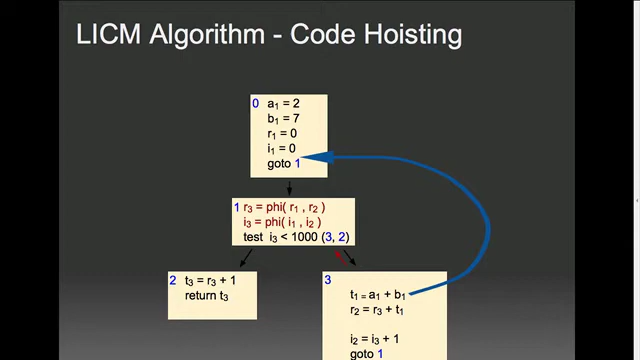 LICM Algorithm - Code Hoisting
0 a₁ = 2
b₁ = 7
r₁ = 0
i₁ = 0
goto 1
1 r₃ = phi( r₁ , r₂ )
i₃ = phi( i₁ , i₂ )
test i₃ < 1000 (3, 2)
2 t₃ = r₃ + 1
return t₃
3
t₁ = a₁ + b₁
r₂ = r₃ + t₁
i₂ = i₃ + 1
goto 1